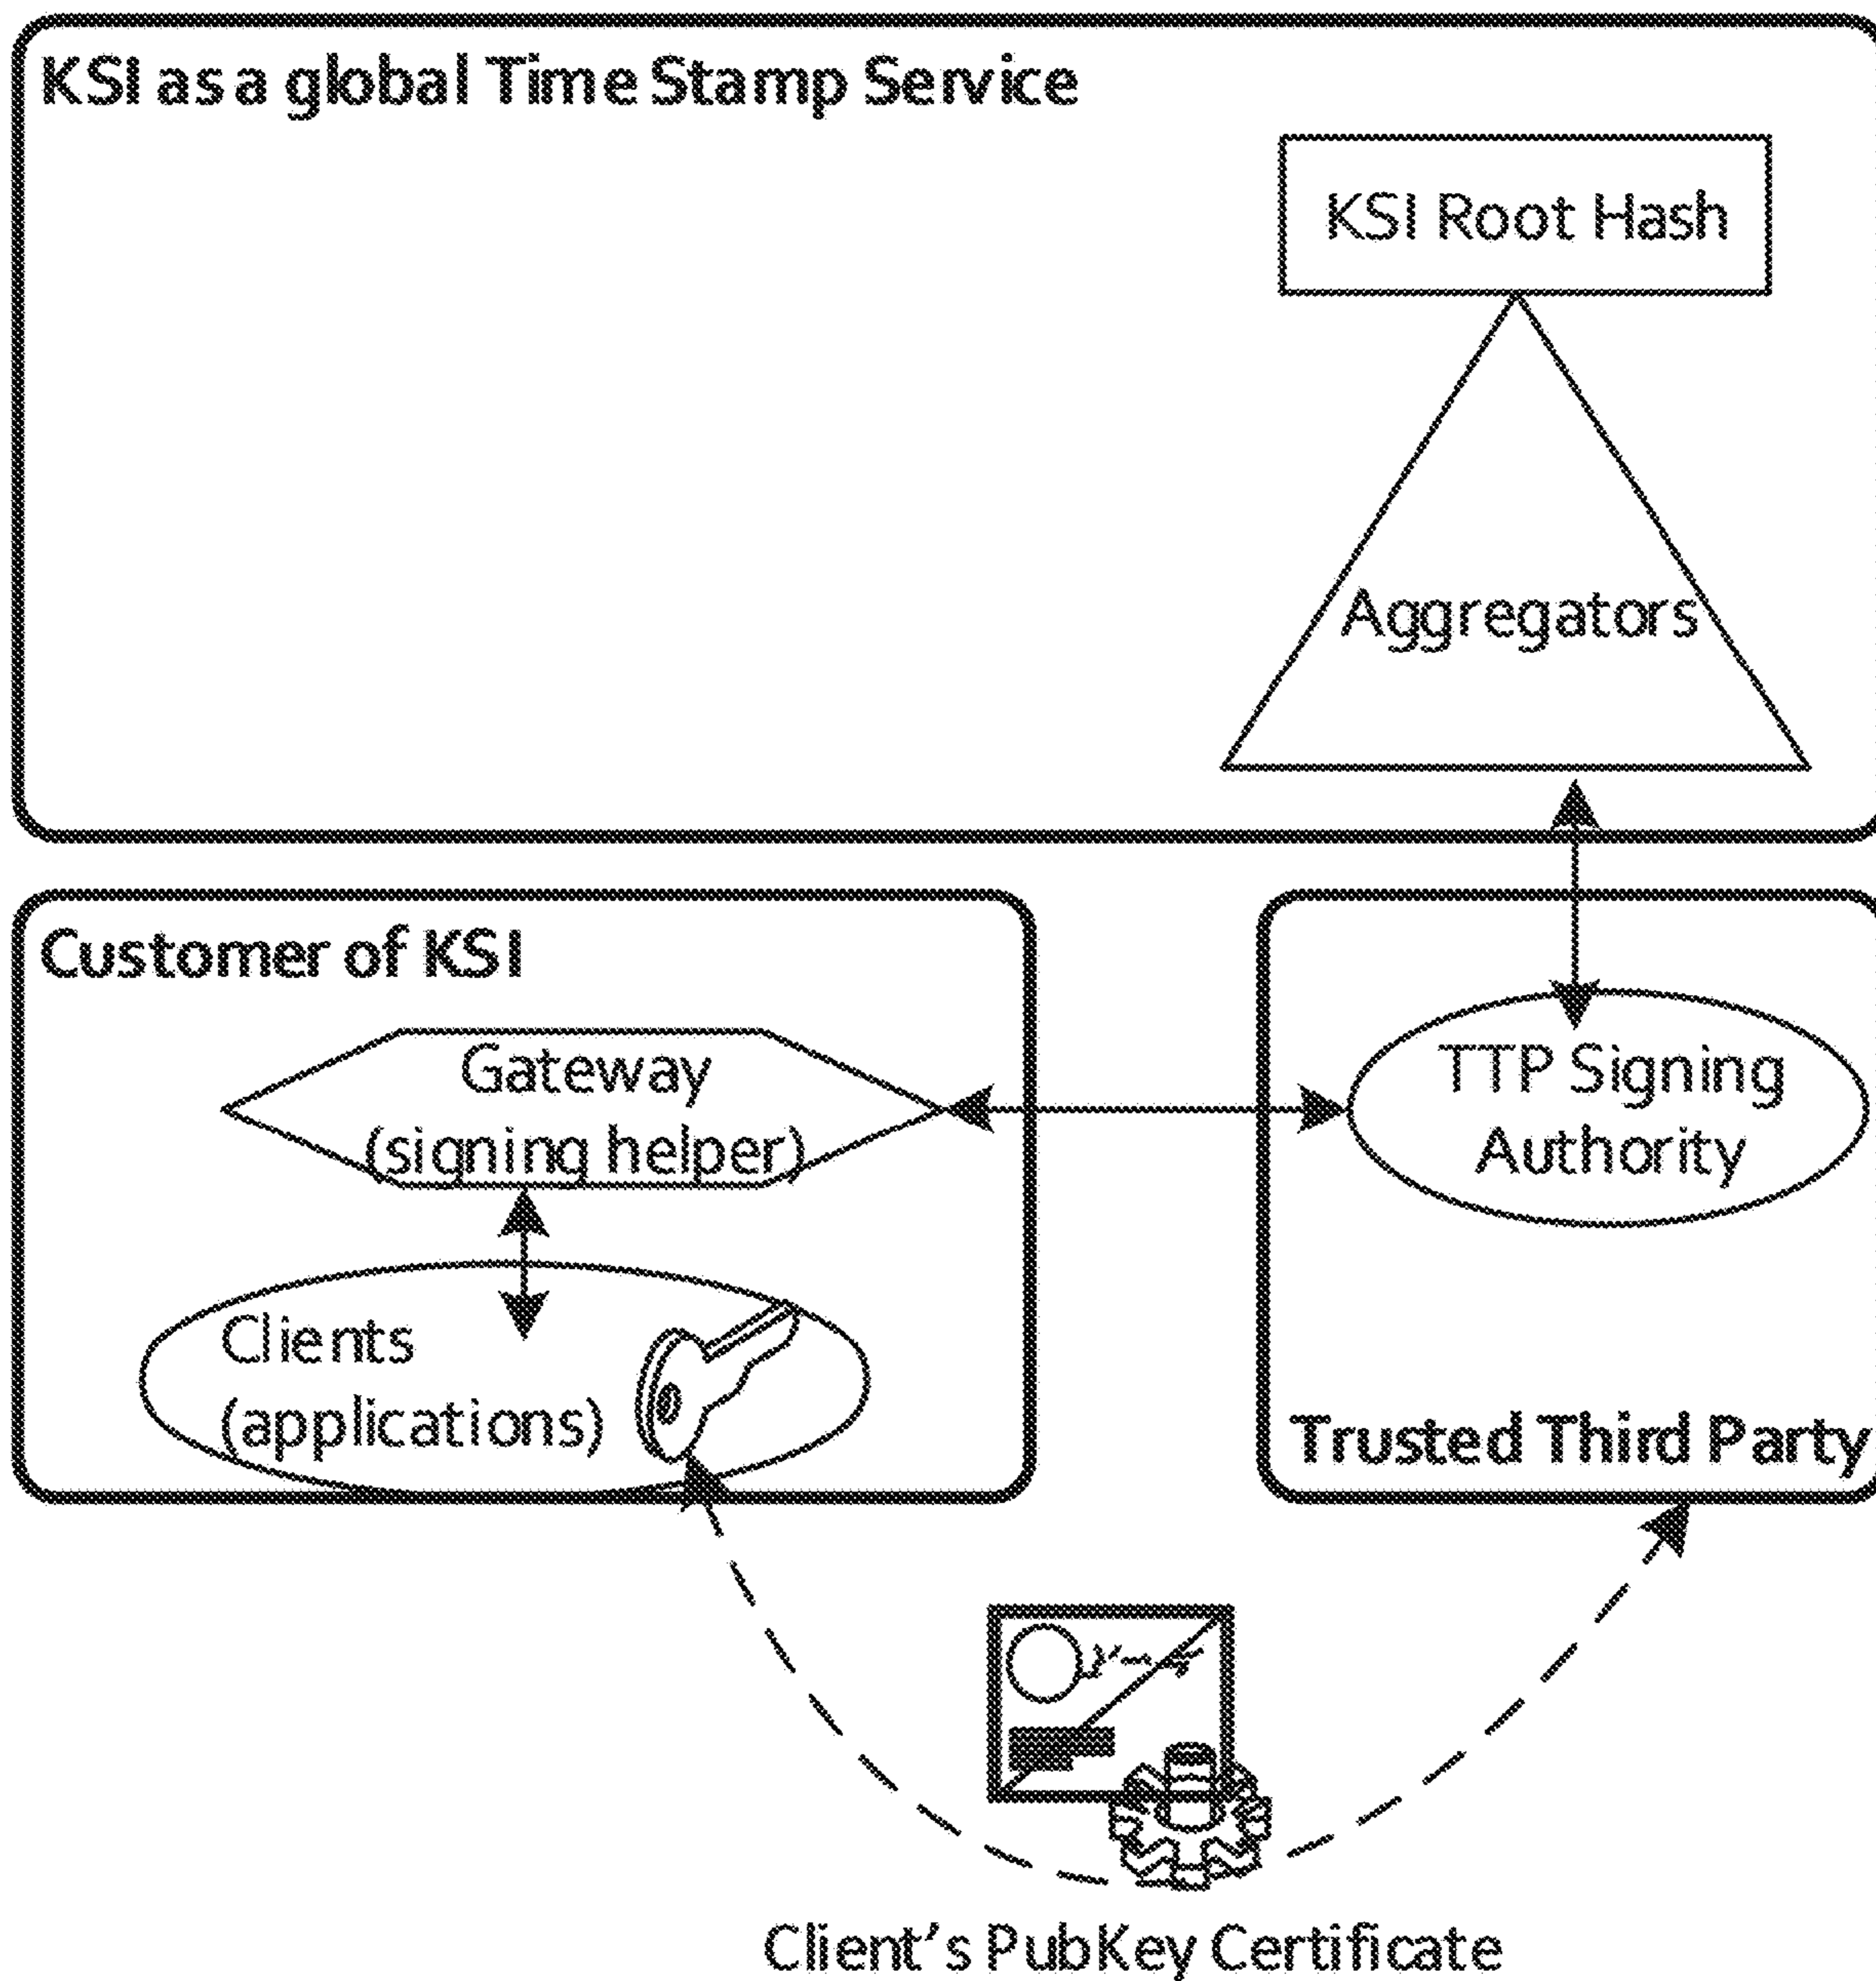 KSI as a global Time Stamp Service
KSI Root Hash
Aggregators
Customer of KSI
Gateway
(signing helper)
Clients
(applications)
TTP Signing
Authority
Trusted Third Party
Client’s PubKey Certificate